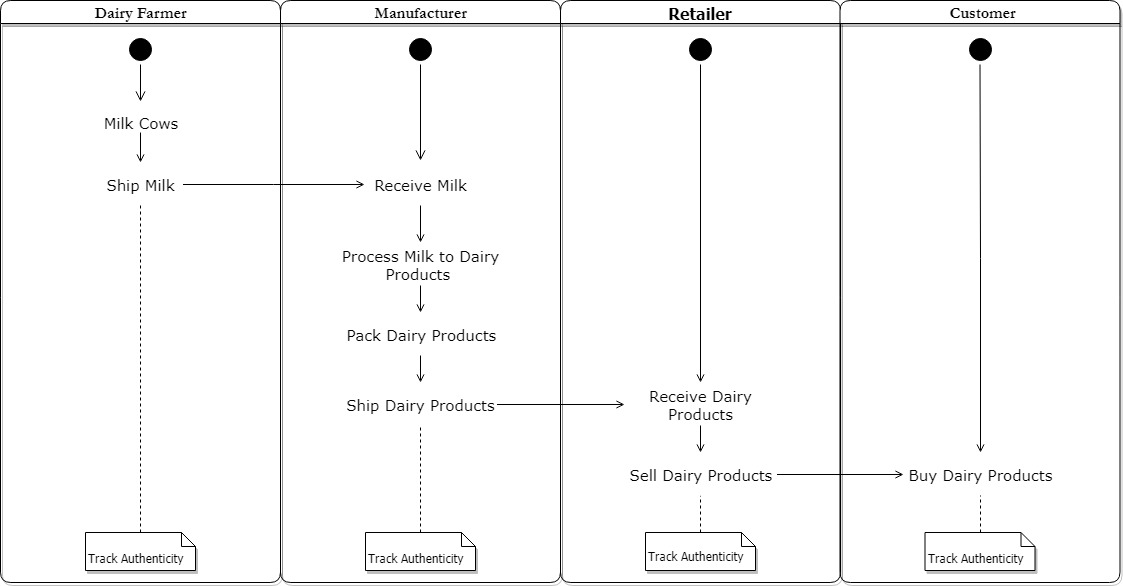 Dairy Farmer
Manufacturer
Retailer
Customer
Milk Cows
Ship Milk
Receive Milk
Process Milk to Dairy
Products
Pack Dairy Products
Ship Dairy Products
Receive Dairy
Products
Sell Dairy Products
Buy Dairy Products
Track Authenticity
Track Authenticity
Track Authenticity
Track Authenticity